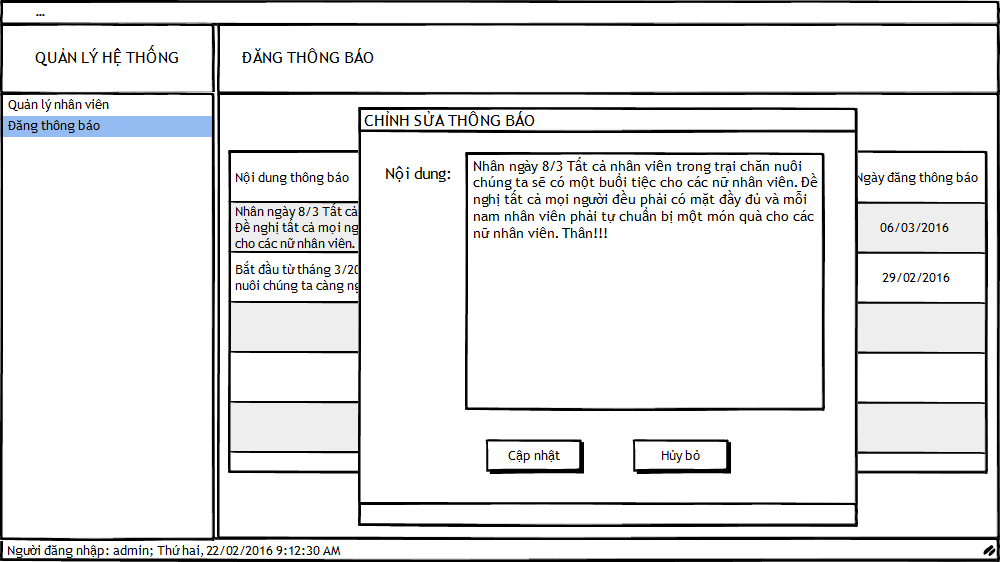 ...
QUẢN LÝ HỆ THỐNG
ĐĂNG THÔNG BÁO
Quản lý nhân viên
Đăng thông báo
CHỈNH SỬA THÔNG BÁO
Nội dung:
Nhân ngày 8/3 Tất cả nhân viên trong trại chăn nuôi
chúng ta sẽ có một buổi tiệc cho các nữ nhân viên. Đề
nghị tất cả mọi người đều phải có mặt đầy đủ và mỗi
nam nhân viên phải tự chuẩn bị một món quà cho các
nữ nhân viên. Thân!!!
Cập nhật
Hủy bỏ
Nội dung thông báo
Ngày đăng thông báo
Nhân ngày 8/3 Tất cả
Đề nghị tất cả mọi ng
cho các nữ nhân viên.
06/03/2016
Bắt đầu từ tháng 3/20
nuôi chúng ta càng ng
29/02/2016
Người đăng nhập: admin; Thứ hai, 22/02/2016 9:12:30 AM